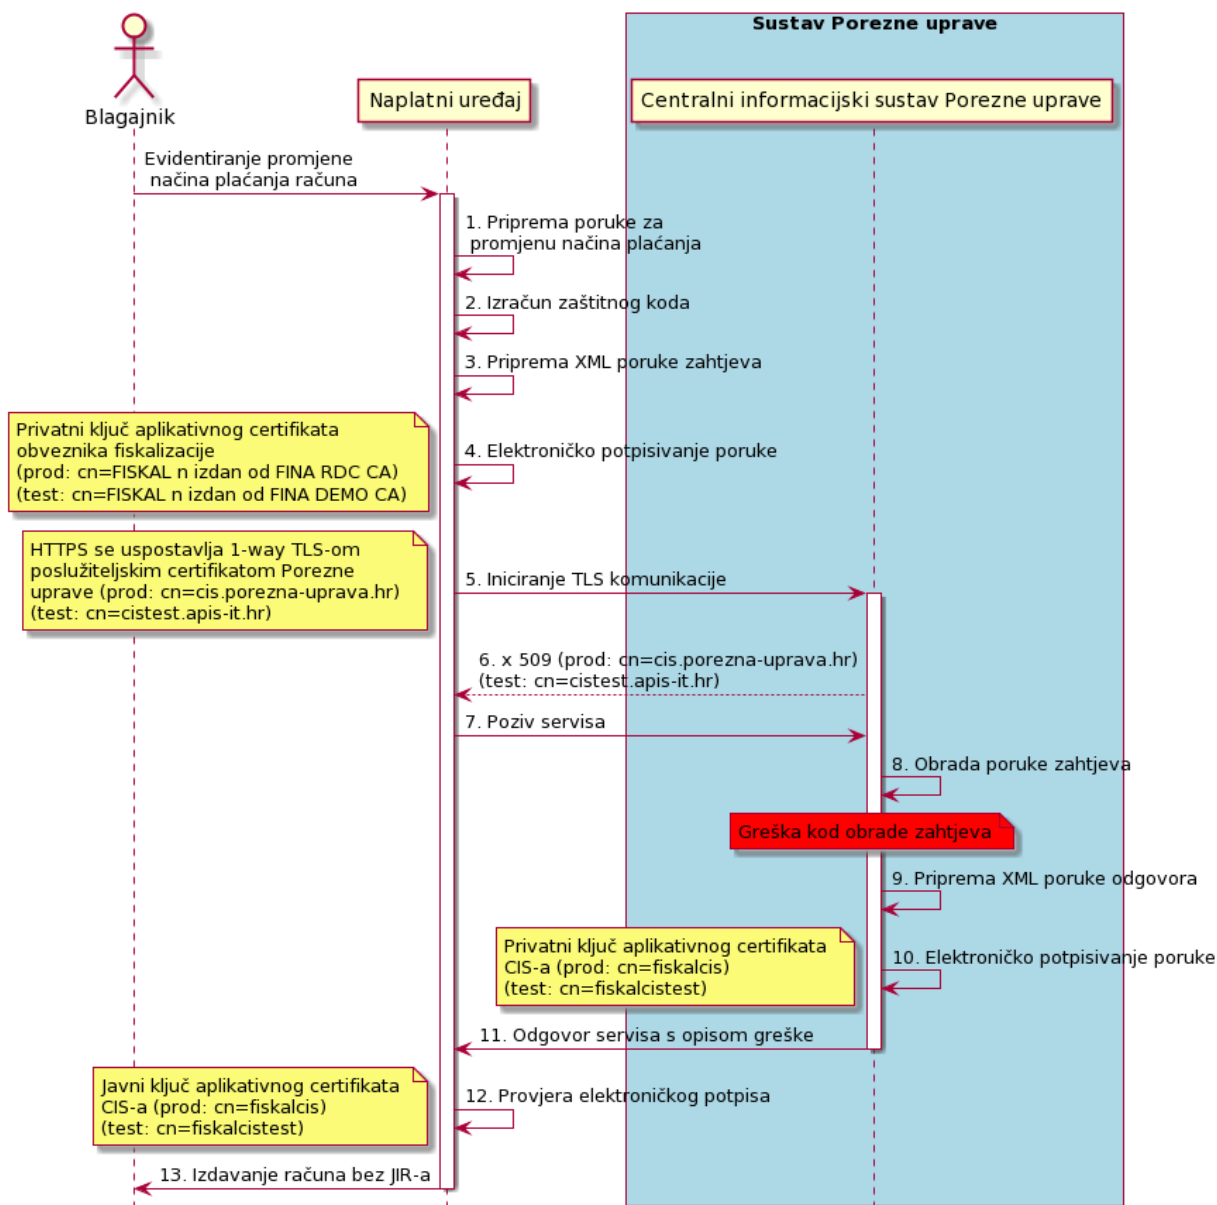 Sustav Porezne uprave
Blagajnik
Naplatni uređaj
Centralni informacijski sustav Porezne uprave
Evidentiranje promjene
načina plaćanja računa
1. Priprema poruke za
promjenu načina plaćanja
2. Izračun zaštitnog koda
3. Priprema XML poruke zahtjeva
Privatni ključ aplikativnog certifikata
obveznika fiskalizacije
(prod: cn=FISKAL n izdan od FINA RDC CA)
(test: cn=FISKAL n izdan od FINA DEMO CA)
4. Elektroničko potpisivanje poruke
HTTPS se uspostavlja 1-way TLS-om
poslužiteljskim certifikatom Porezne
uprave (prod: cn=cis.porezna-uprava.hr)
(test: cn=cistest.apis-it.hr)
5. Iniciranje TLS komunikacije
6. x 509 (prod: cn=cis.porezna-uprava.hr)
(test: cn=cistest.apis-it.hr)
7. Poziv servisa
8. Obrada poruke zahtjeva
Greška kod obrade zahtjeva
9. Priprema XML poruke odgovora
Privatni ključ aplikativnog certifikata
CIS-a (prod: cn=fiskalcis)
(test: cn=fiskalcistest)
10. Elektroničko potpisivanje poruke
11. Odgovor servisa s opisom greške
Javni ključ aplikativnog certifikata
CIS-a (prod: cn=fiskalcis)
(test: cn=fiskalcistest)
12. Provjera elektroničkog potpisa
13. Izdavanje računa bez JIR-a